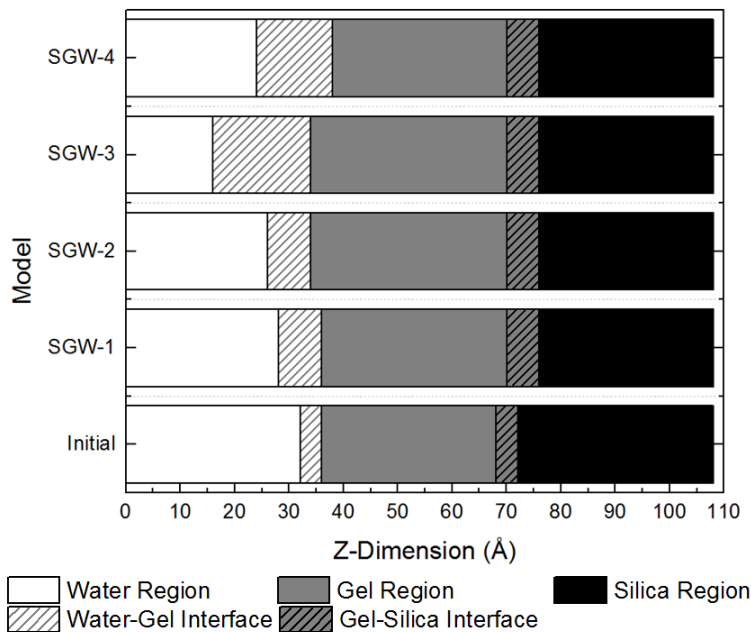 SGW-4
SGW-3
SGW-2
SGW-1
Initial
Model
0 10 20 30 40 50 60 70 80 90 100 110
Z-Dimension (Å)
Water Region Gel Region Silica Region
Water-Gel Interface Gel-Silica Interface